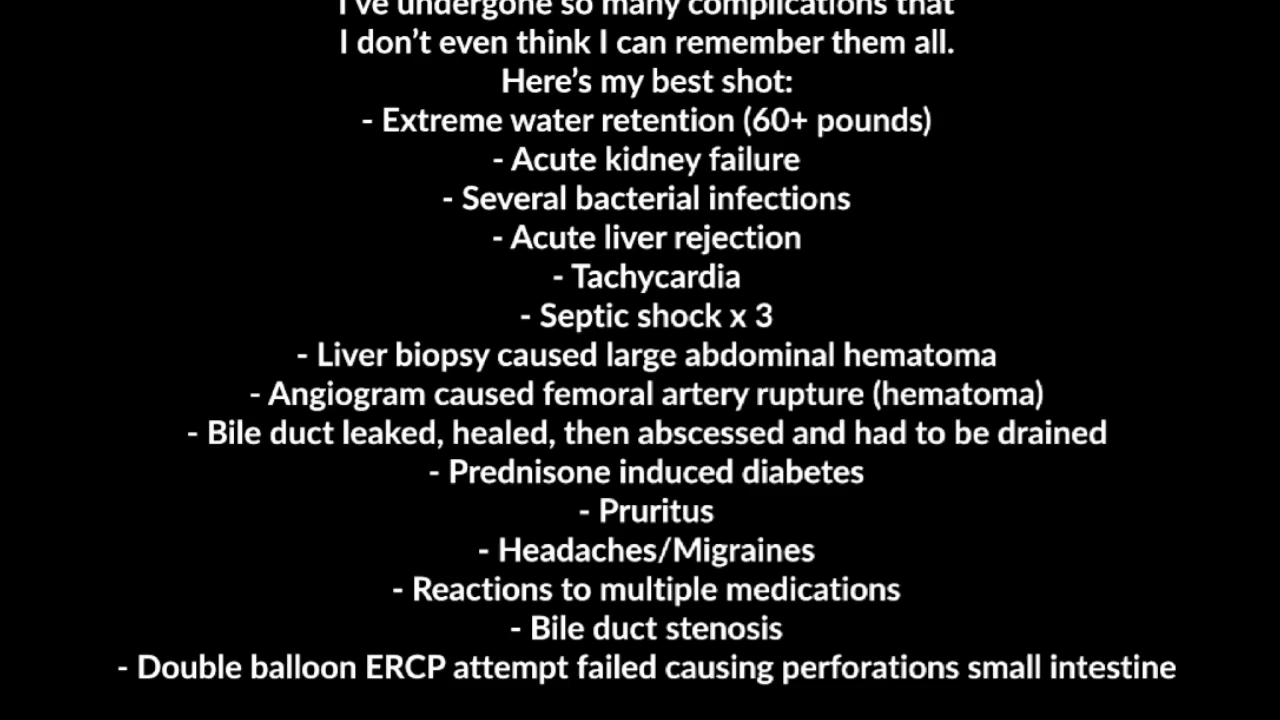 I've undergone so many complications that
I don't even think I can remember them all.
Here's my best shot:
- Extreme water retention (60+ pounds)
- Acute kidney failure
- Several bacterial infections
- Acute liver rejection
- Tachycardia
- Septic shock x 3
- Liver biopsy caused large abdominal hematoma
- Angiogram caused femoral artery rupture (hematoma)
- Bile duct leaked, healed, then abscessed and had to be drained
- Prednisone induced diabetes
- Pruritus
- Headaches/Migraines
- Reactions to multiple medications
- Bile duct stenosis
- Double balloon ERCP attempt failed causing perforations small intestine